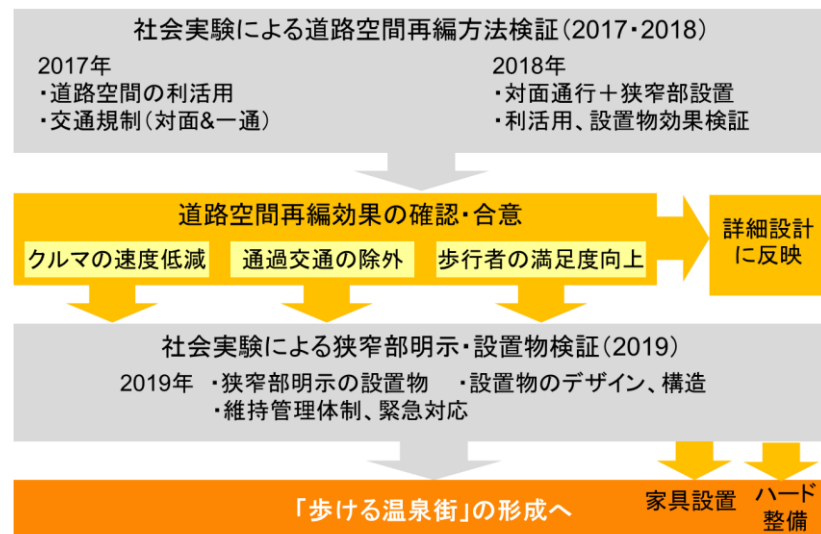 社会実験による道路空間再編方法検証(2017・2018)
2017年
・道路空間の利活用
・交通規制(対面&一通)
2018年
・対面通行＋狭窄部設置
・利活用、設置物効果検証
道路空間再編効果の確認・合意
クルマの速度低減
通過交通の除外
歩行者の満足度向上
詳細設計
に反映
社会実験による狭窄部明示・設置物検証(2019)
2019年 ・狭窄部明示の設置物 ・設置物のデザイン、構造
・維持管理体制、緊急対応
「歩ける温泉街」の形成へ
家具設置
ハード
整備